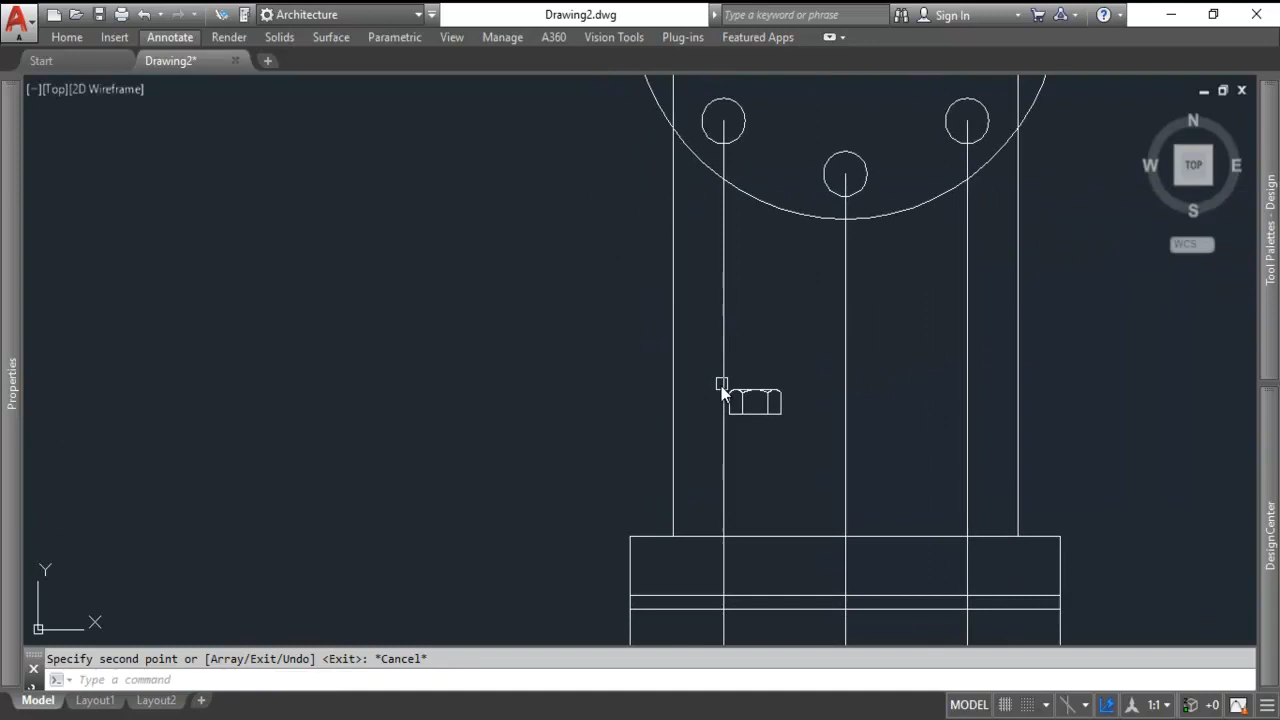 A
Architecture
Drawing2.dwg
Type a keyword or phrase
Sign In
?
A
Home
Insert
Annotate
Render
Solids
Surface
Parametric
View
Manage
A360
Vision Tools
Plug-ins
Featured Apps
Start
Drawing2*
+
[−][Top][2D Wireframe]
N
W
TOP
E
S
WCS
Tool Palettes - Design
Properties
DesignCenter
Y
X
Specify second point or [Array/Exit/Undo] <Exit>: *Cancel*
Type a command
Model
Layout1
Layout2
+
MODEL
1:1
+0